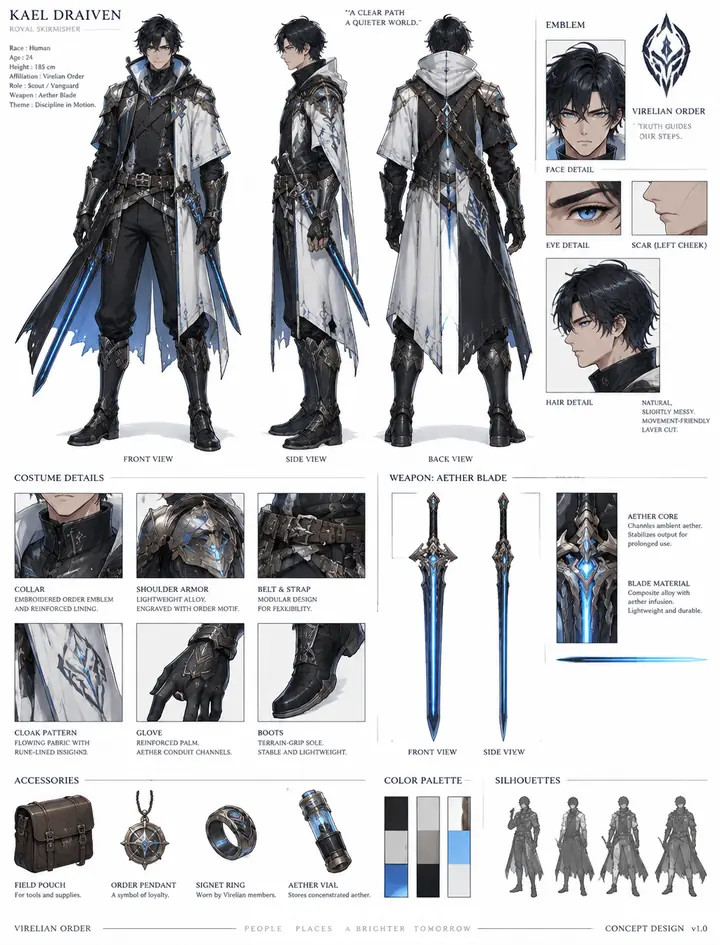 KAEL DRAIVEN
ROYAL SKIRMISHER
Race : Human
Age : 24
Height : 185 cm
Affiliation : Virelian Order
Role : Scout / Vanguard
Weapon : Aether Blade
Theme : Discipline in Motion.
"A CLEAR PATH
A QUIETER WORLD."
FRONT VIEW
SIDE VIEW
BACK VIEW
EMBLEM
VIRELIAN ORDER
"TRUTH GUIDES
OUR STEPS.
FACE DETAIL
EYE DETAIL
SCAR (LEFT CHEEK)
HAIR DETAIL
NATURAL,
SLIGHTLY MESSY.
MOVEMENT-FRIENDLY
LAYER CUT.
COSTUME DETAILS
COLLAR
EMBROIDERED ORDER EMBLEM
AND REINFORCED LINING.
SHOULDER ARMOR
LIGHTWEIGHT ALLOY,
ENGRAVED WITH ORDER MOTIF.
BELT & STRAP
MODULAR DESIGN
FOR FLEXIBILITY.
CLOAK PATTERN
FLOWING FABRIC WITH
RUNE-LINED
GLOVE
REINFORCED PALM,
AETHER CONDUIT CHANNELS.
BOOTS
TERRAIN-GRIP SOLE,
STABLE AND LIGHTWEIGHT.
WEAPON: AETHER BLADE
FRONT VIEW
SIDE VIEW
AETHER CORE
Channles ambient aether.
Stabilizes output for
prolonged use.
BLADE MATERIAL
Composite alloy with
aether infusion.
Lightweight and durable.
ACCESSORIES
FIELD POUCH
For tools and supplies.
ORDER PENDANT
A symbol of loyalty.
SIGNET RING
Worn by Virelian members.
AETHER VIAL
Stores concenstrated aether.
COLOR PALETTE
SILHOUETTES
VIRELIAN ORDER
PEOPLE PLACES A BRIGHTER TOMORROW
CONCEPT DESIGN v1.0